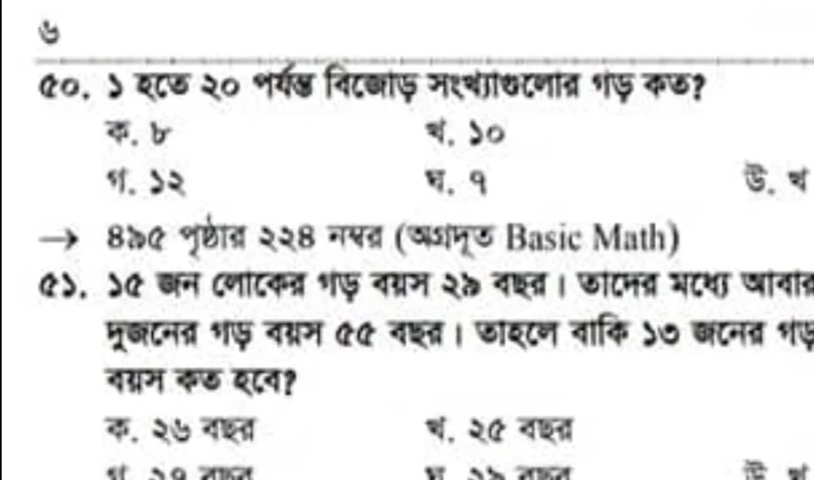 ৬
৫০. ১ হতে ২০ পর্যন্ত বিজোড় সংখ্যাগুলোর গড় কত?
ক. ৮ খ. ১০
গ. ১২ ঘ. ৭ উ. খ
→ ৪৯৫ পৃষ্ঠার ২২৪ নম্বর (অগ্রদূত Basic Math)
৫১. ১৫ জন লোকের গড় বয়স ২৯ বছর। তাদের মধ্যে আবার
দুজনের গড় বয়স ৫৫ বছর। তাহলে বাকি ১৩ জনের গড়
বয়স কত হবে?
ক. ২৬ বছর খ. ২৫ বছর